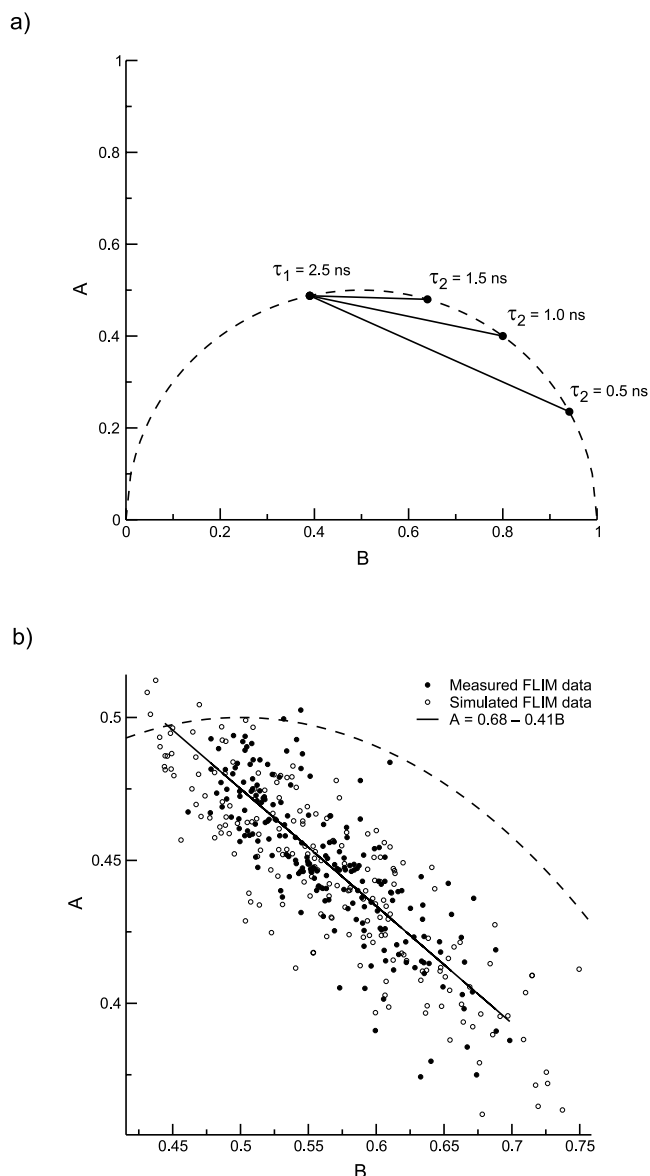 a)
1
0.8
0.6
0.4
0.2
0
A
τ1 = 2.5 ns
τ2 = 1.5 ns
τ2 = 1.0 ns
τ2 = 0.5 ns
0 0.2 0.4 0.6 0.8 1
B
b)
Measured FLIM data
Simulated FLIM data
A = 0.68 – 0.41B
0.5
0.45
0.4
A
0.45 0.5 0.55 0.6 0.65 0.7 0.75
B